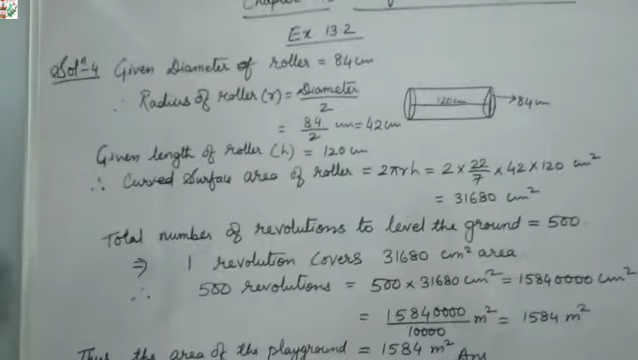 Chapter
Ex 13.2
Solⁿ-4 Given Diameter of roller = 84cm
∴ Radius of roller (r) = Diameter/2
= 84/2 cm = 42cm
120cm
84cm
Given length of roller (h) = 120cm
∴ Curved Surface area of roller = 2πrh = 2 × 22/7 × 42 × 120 cm²
= 31680 cm²
Total number of revolutions to level the ground = 500
⇒ 1 revolution covers 31680 cm² area
∴ 500 revolutions = 500 × 31680 cm² = 15840000 cm²
= 15840000/10000 m² = 1584 m²
Thus the area of the playground = 1584 m² Ans